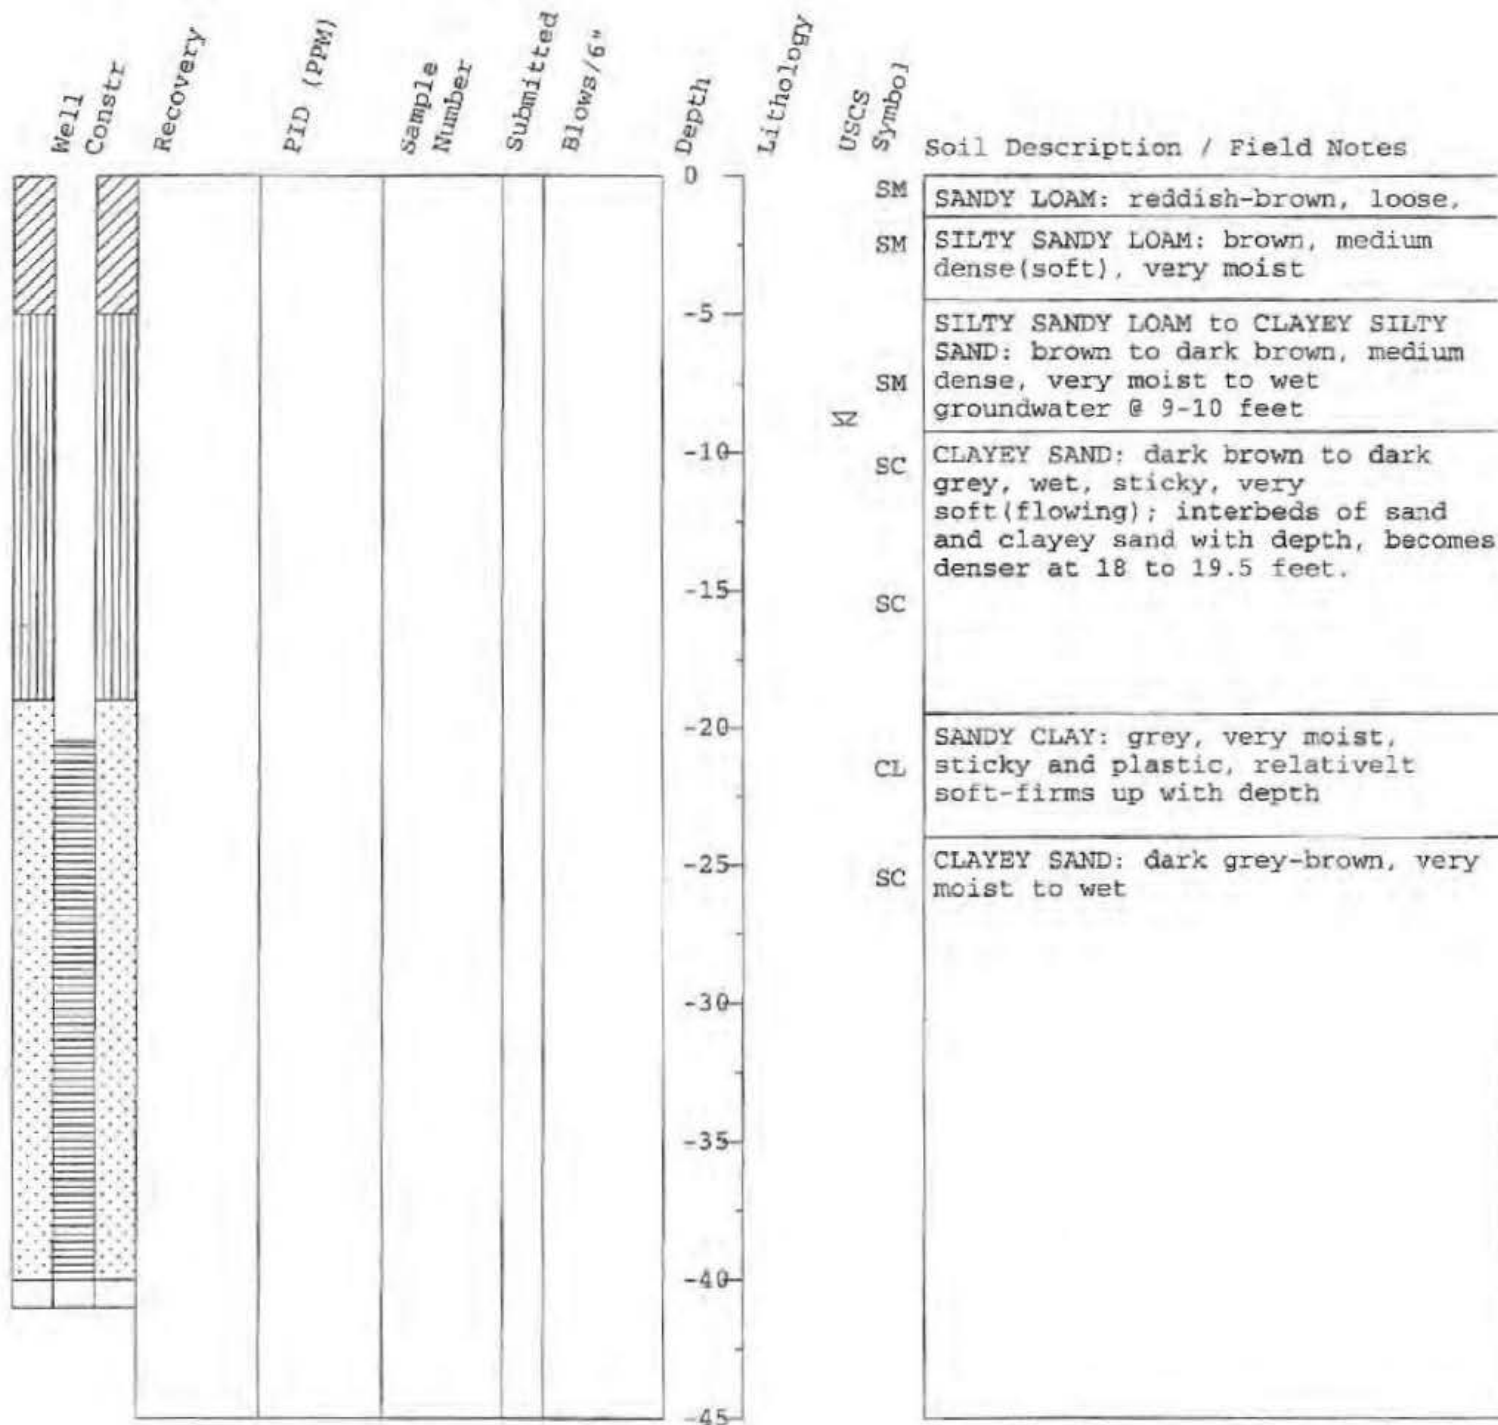 Well
Constr
Recovery
PID (PPM)
Sample
Number
Submitted
Blows/6"
Depth
Lithology
USCS
Symbol
Soil Description / Field Notes
0
SM
SANDY LOAM: reddish-brown, loose,
SM
SILTY SANDY LOAM: brown, medium
dense(soft), very moist
-5
SILTY SANDY LOAM to CLAYEY SILTY
SAND: brown to dark brown, medium
SM
dense, very moist to wet
groundwater @ 9-10 feet
-10
SC
CLAYEY SAND: dark brown to dark
grey, wet, sticky, very
soft(flowing); interbeds of sand
and clayey sand with depth, becomes
denser at 18 to 19.5 feet.
-15
SC
-20
SANDY CLAY: grey, very moist,
CL
sticky and plastic, relativelt
soft-firms up with depth
-25
SC
CLAYEY SAND: dark grey-brown, very
moist to wet
-30
-35
-40
-45